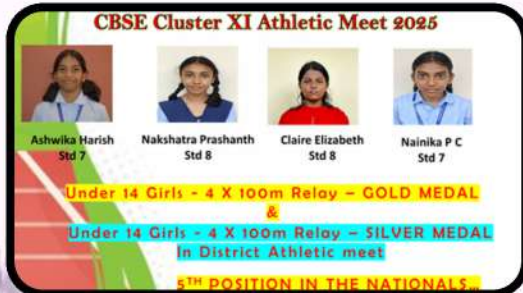 CBSE Cluster XI Athletic Meet 2025
Ashwika Harish
Std 7
Nakshatra Prashanth
Std 8
Claire Elizabeth
Std 8
Nainika P C
Std 7
Under 14 Girls - 4 X 100m Relay – GOLD MEDAL
&
Under 14 Girls - 4 X 100m Relay – SILVER MEDAL
In District Athletic meet
5TH POSITION IN THE NATIONALS...